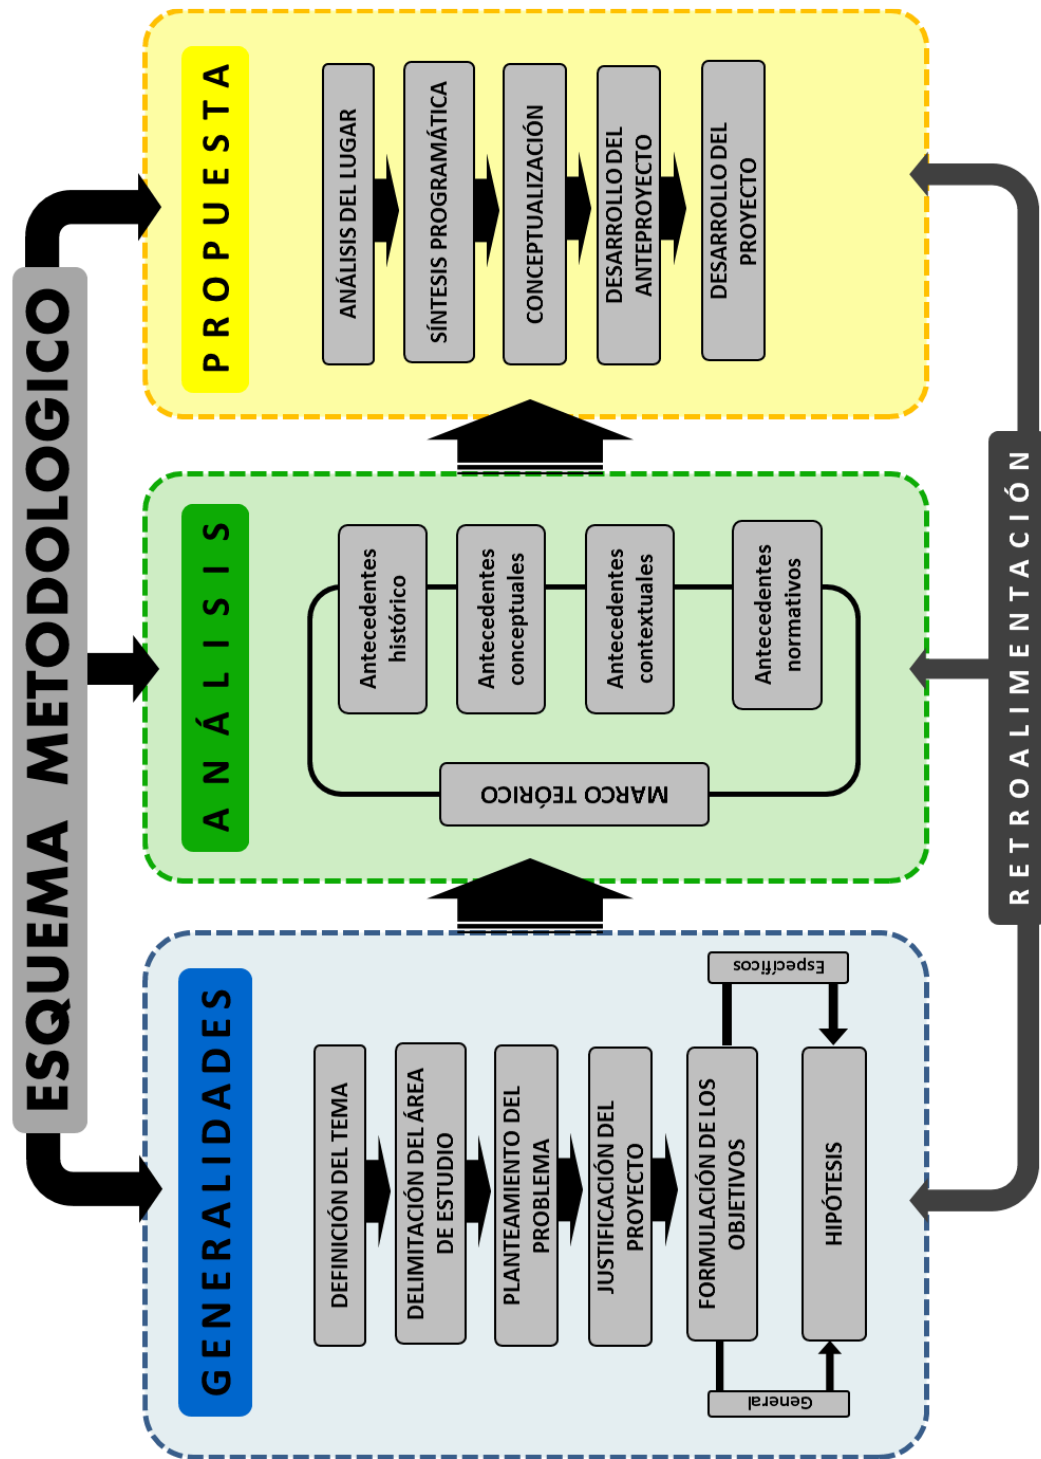 ESQUEMA METODOLOGICO
GENERALIDADES
DEFINICIÓN DEL TEMA
DELIMITACIÓN DEL ÁREA
DE ESTUDIO
PLANTEAMIENTO DEL
PROBLEMA
JUSTIFICACIÓN DEL
PROYECTO
FORMULACIÓN DE LOS
OBJETIVOS
General
Específicos
HIPÓTESIS
ANÁLISIS
MARCO TEÓRICO
Antecedentes
histórico
Antecedentes
conceptuales
Antecedentes
contextuales
Antecedentes
normativos
PROPUESTA
ANÁLISIS DEL LUGAR
SÍNTESIS PROGRAMÁTICA
CONCEPTUALIZACIÓN
DESARROLLO DEL
ANTEPROYECTO
DESARROLLO DEL
PROYECTO
RETROALIMENTACIÓN